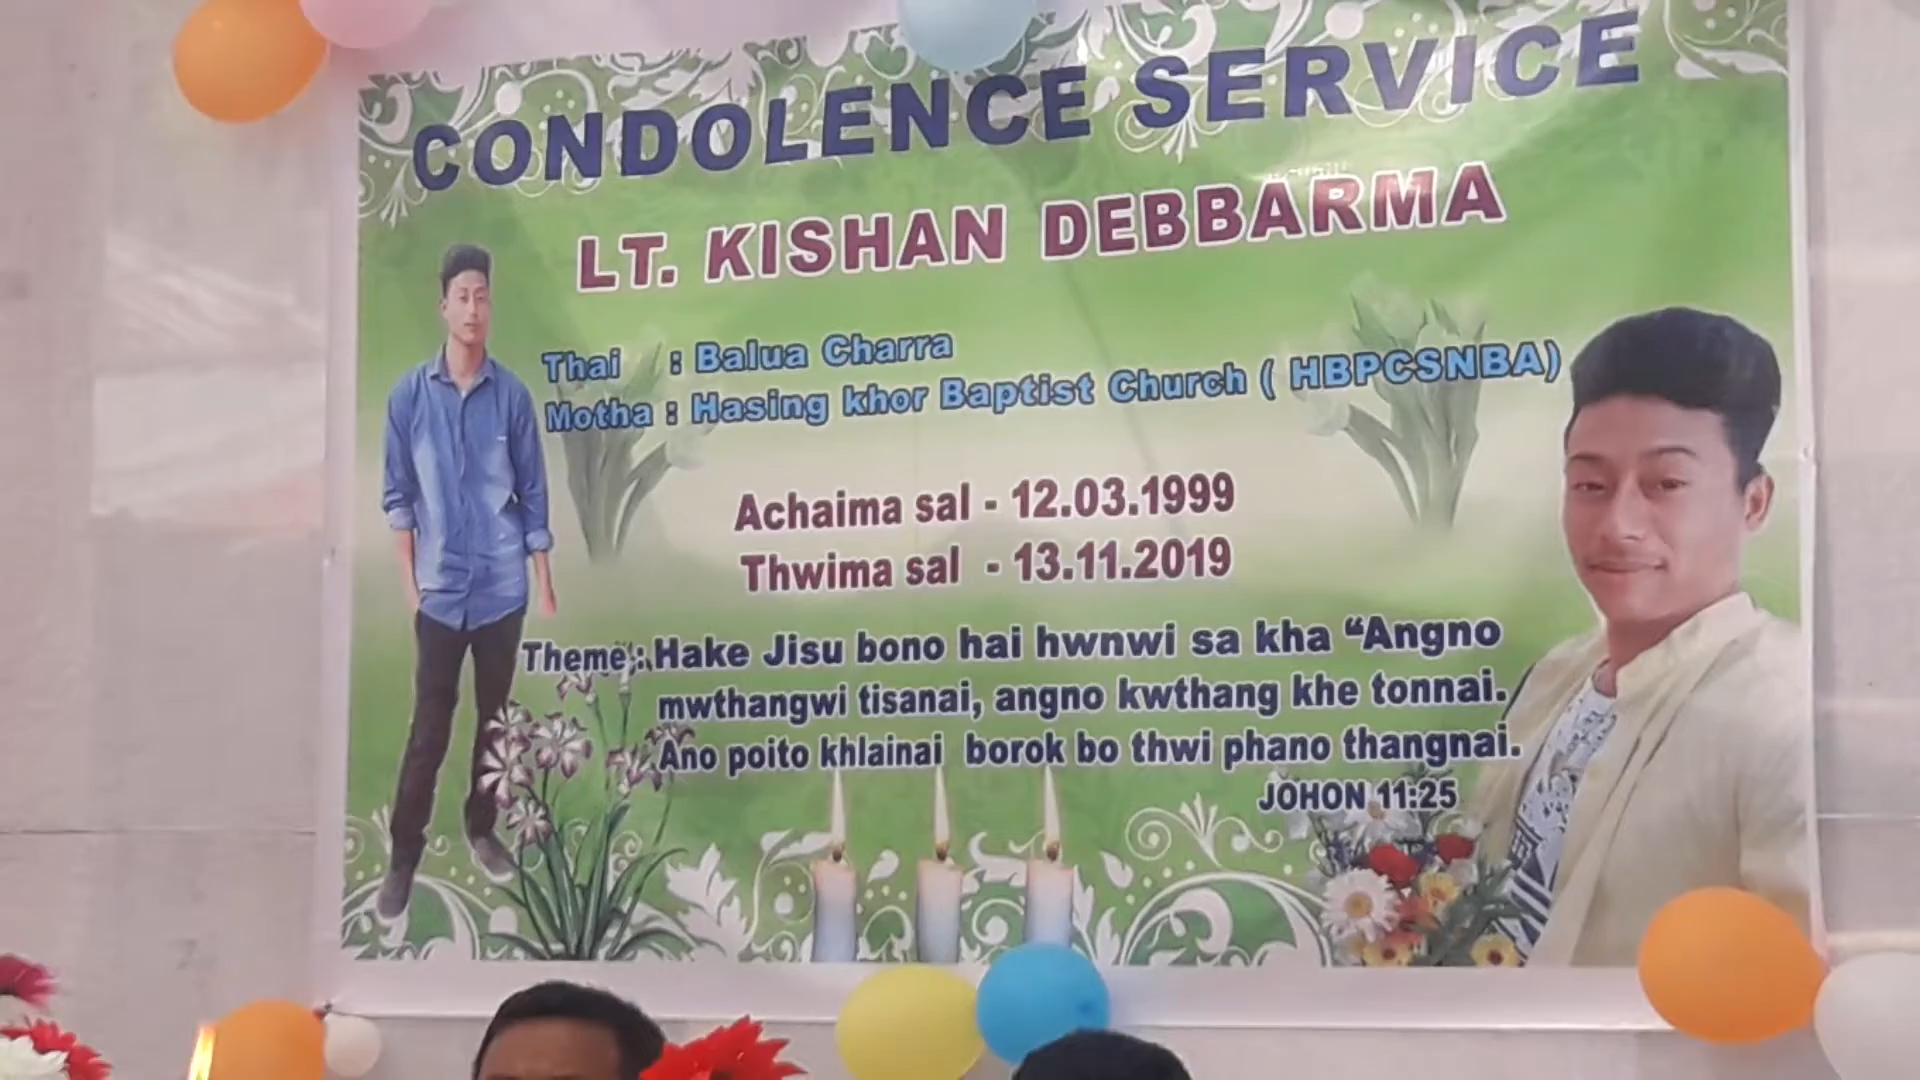 CONDOLENCE SERVICE
LT. KISHAN DEBBARMA
Thai : Balua Charra
Motha : Hasing khor Baptist Church ( HBPCSNBA)
Achaima sal - 12.03.1999
Thwima sal - 13.11.2019
Theme : Hake Jisu bono hai hwnwi sa kha “Angno
mwthangwi tisanai, angno kwthang khe tonnai.
Ano poito khlainai borok bo thwi phano thangnai.
JOHON 11:25